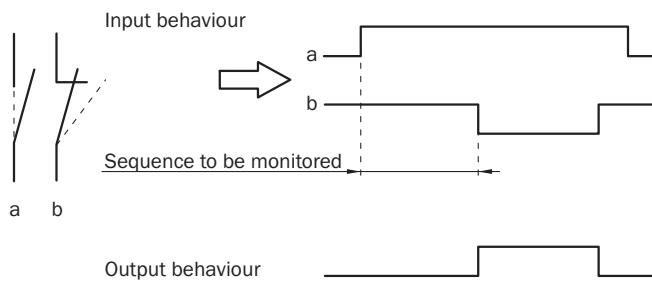 Input behaviour
a
b
Sequence to be monitored
a b
Output behaviour